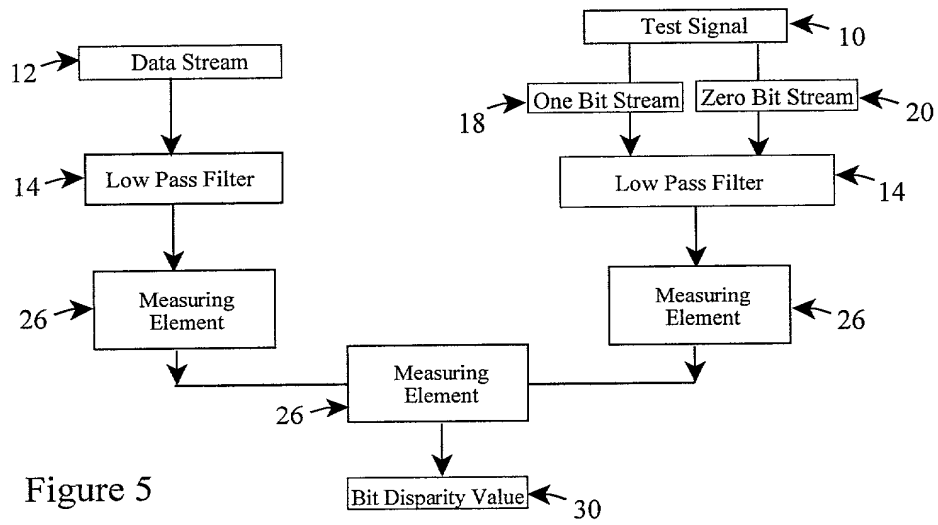 Test Signal
10
12
Data Stream
18
One Bit Stream
Zero Bit Stream
20
14
Low Pass Filter
Low Pass Filter
14
26
Measuring
Element
Measuring
Element
26
Measuring
Element
26
Figure 5
Bit Disparity Value
30